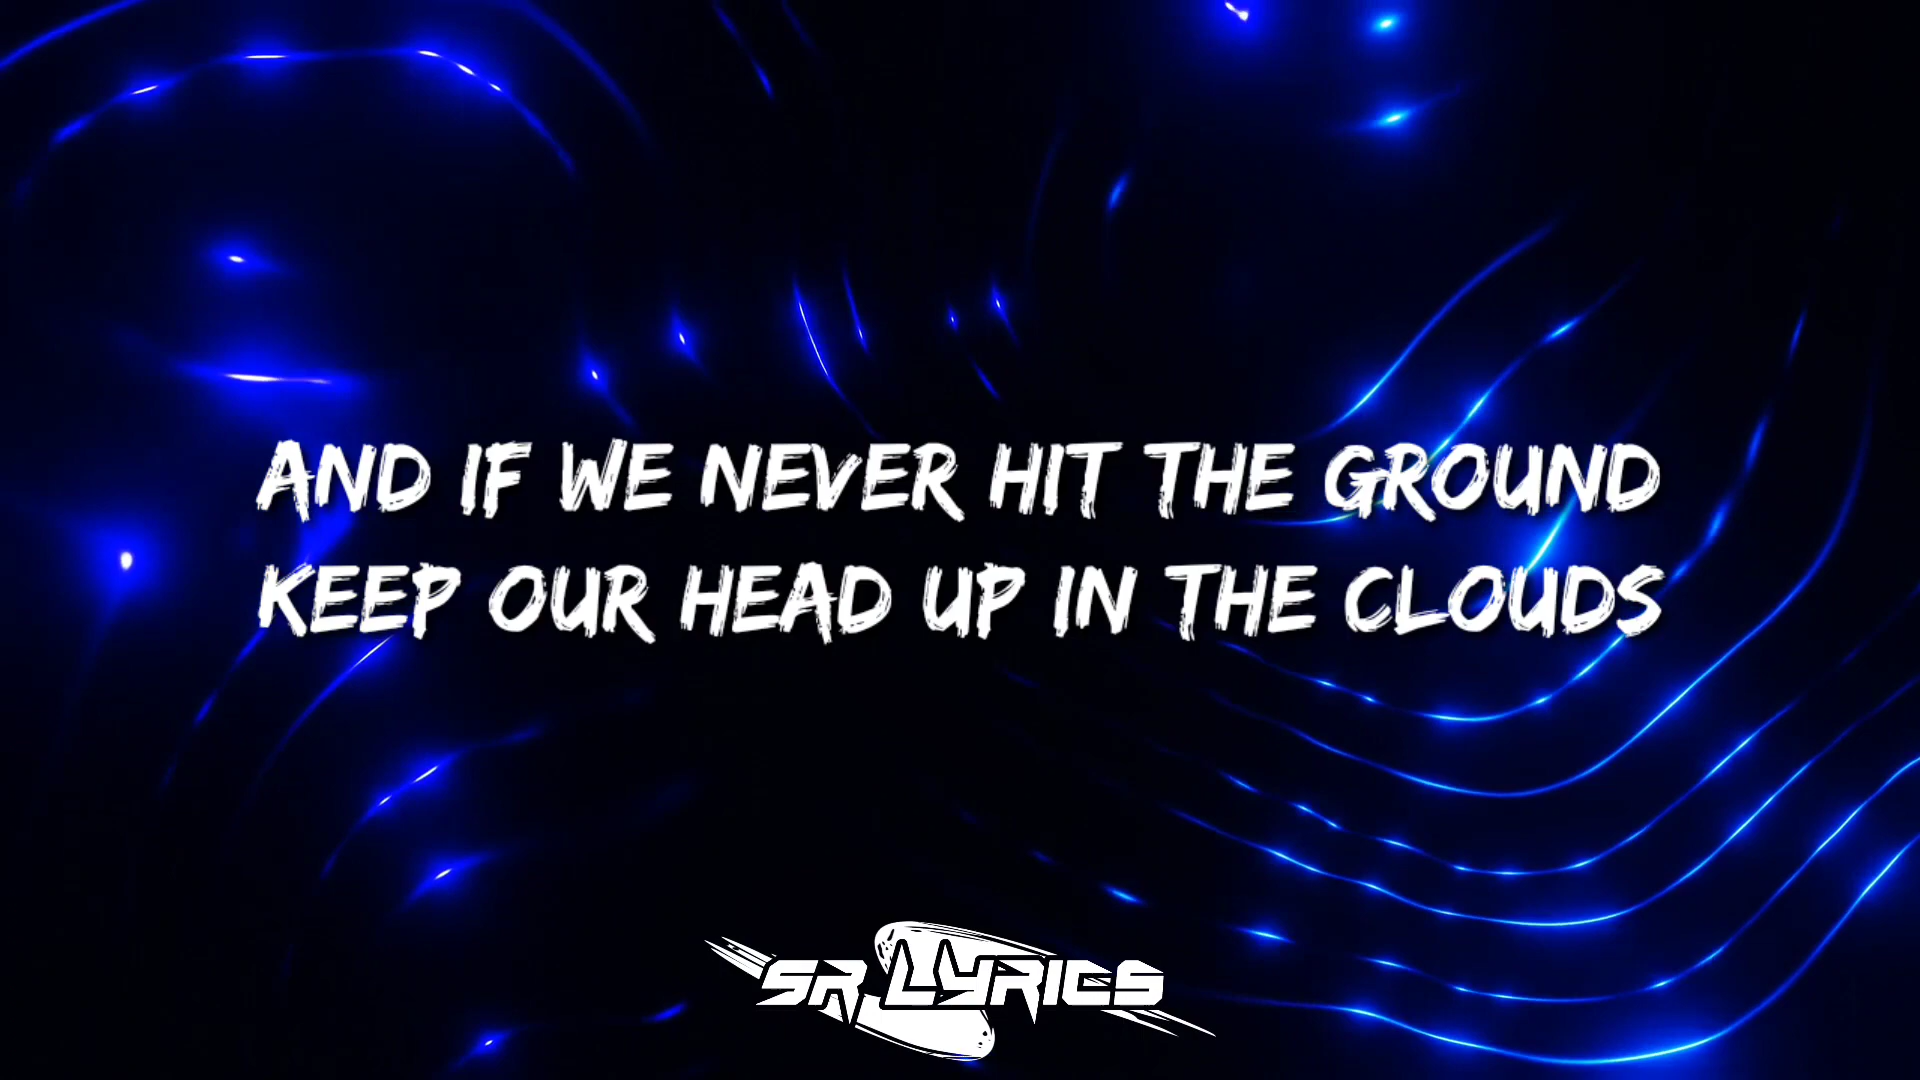 AND IF WE NEVER HIT THE GROUND
KEEP OUR HEAD UP IN THE CLOUDS
SR LYRICS